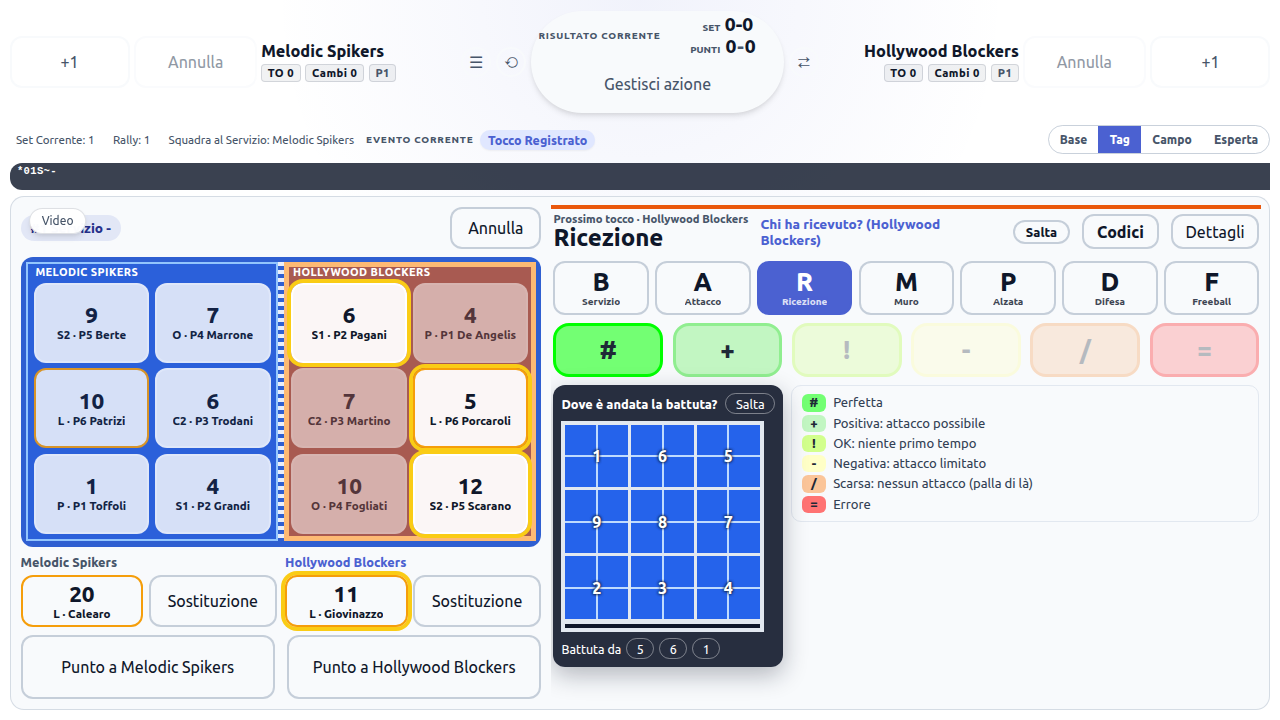 +1
Annulla
Melodic Spikers
TO 0
Cambi 0
P1
☰
RISULTATO CORRENTE
SET 0-0
PUNTI 0-0
Gestisci azione
⇄
Hollywood Blockers
TO 0
Cambi 0
P1
Annulla
+1
Set Corrente: 1
Rally: 1
Squadra al Servizio: Melodic Spikers
EVENTO CORRENTE
Tocco Registrato
Base
Tag
Campo
Esperta
*01S~-
Video
zio -
Annulla
MELODIC SPIKERS
HOLLYWOOD BLOCKERS
9
S2 · P5 Berte
7
O · P4 Marrone
6
S1 · P2 Pagani
4
P · P1 De Angelis
10
L · P6 Patrizi
6
C2 · P3 Trodani
7
C2 · P3 Martino
5
L · P6 Porcaroli
1
P · P1 Toffoli
4
S1 · P2 Grandi
10
O · P4 Fogliati
12
S2 · P5 Scarano
Melodic Spikers
Hollywood Blockers
20
L · Calearo
Sostituzione
11
L · Giovinazzo
Sostituzione
Punto a Melodic Spikers
Punto a Hollywood Blockers
Prossimo tocco · Hollywood Blockers
Ricezione
Chi ha ricevuto? (Hollywood
Blockers)
Salta
Codici
Dettagli
B
Servizio
A
Attacco
R
Ricezione
M
Muro
P
Alzata
D
Difesa
F
Freeball
#
+
!
-
/
=
Dove è andata la battuta?
Salta
1
6
5
9
8
7
2
3
4
Battuta da
5
6
1
# Perfetta
+ Positiva: attacco possibile
! OK: niente primo tempo
- Negativa: attacco limitato
/ Scarsa: nessun attacco (palla di là)
= Errore